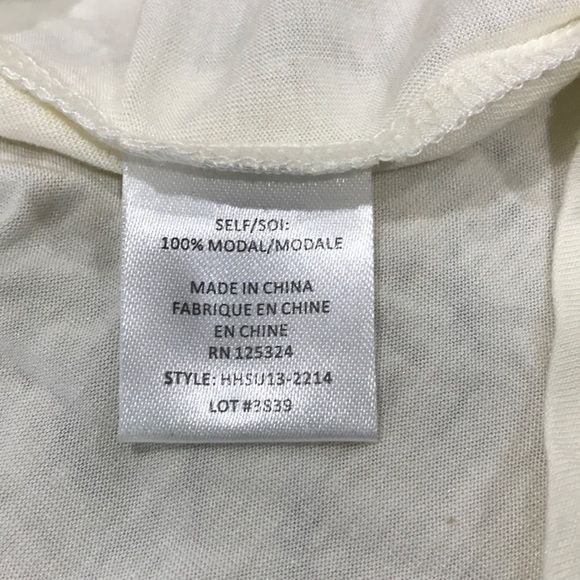 SELF/SOI:
100% MODAL/MODALE
MADE IN CHINA
FABRIQUE EN CHINE
EN CHINE
RN 125324
STYLE: HHSU13-2214
LOT #3839